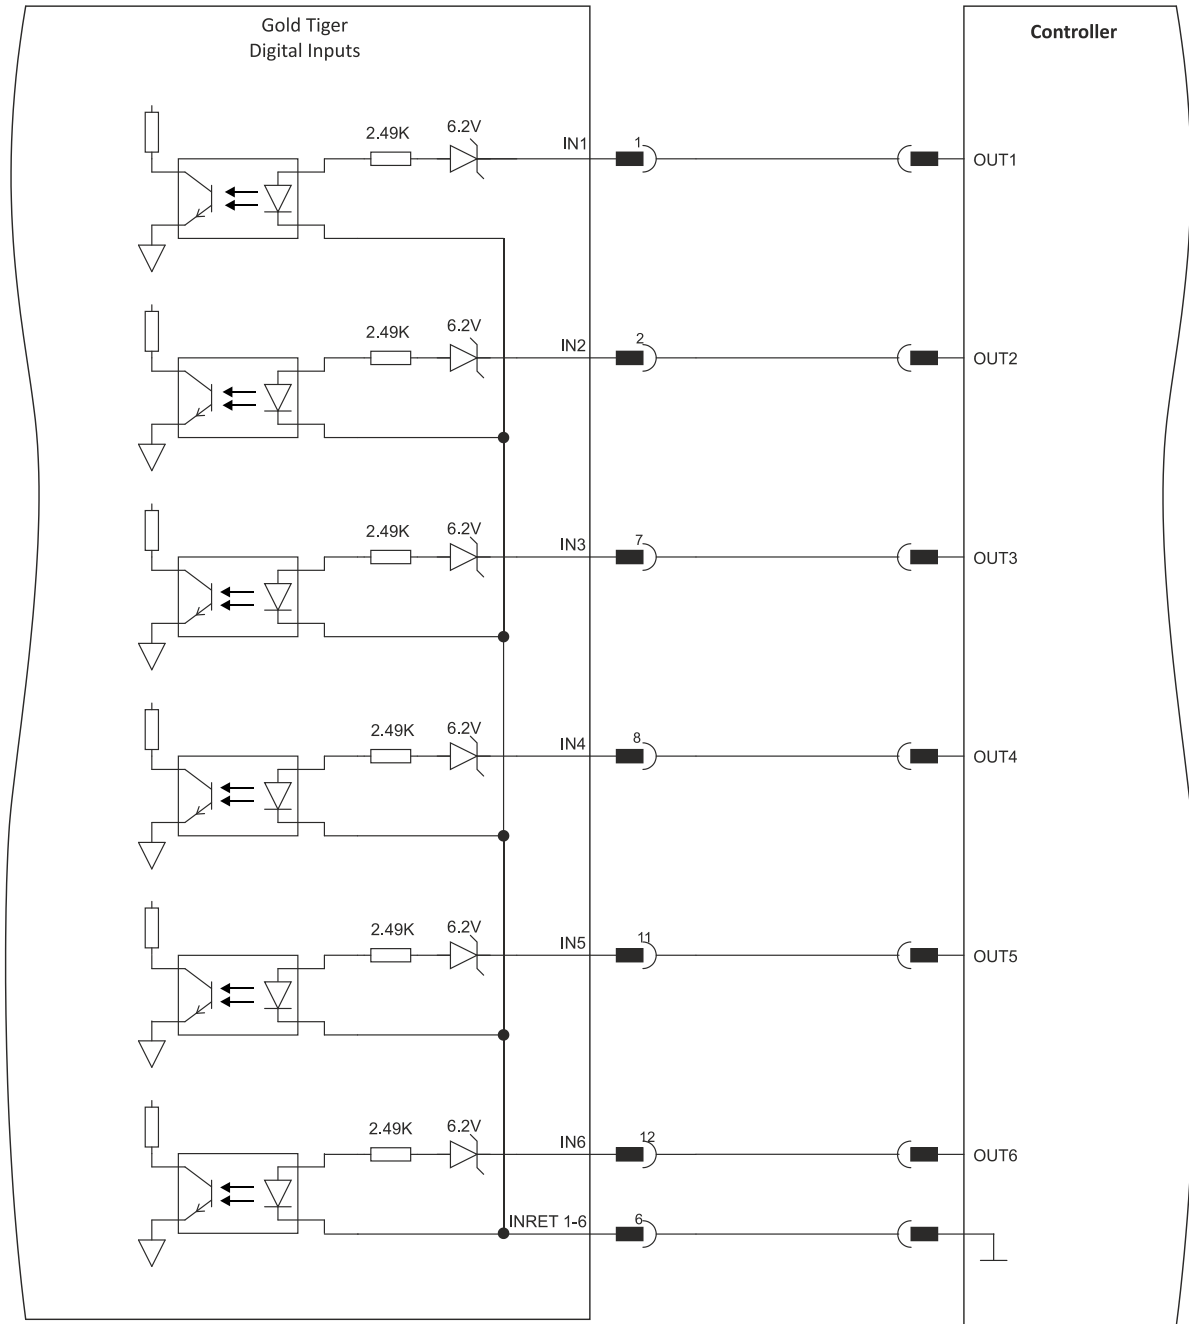 Gold Tiger
Digital Inputs
Controller
2.49K
6.2V
IN1
1
OUT1
2.49K
6.2V
IN2
2
OUT2
2.49K
6.2V
IN3
7
OUT3
2.49K
6.2V
IN4
8
OUT4
2.49K
6.2V
IN5
11
OUT5
2.49K
6.2V
IN6
12
OUT6
INRET 1-6
6